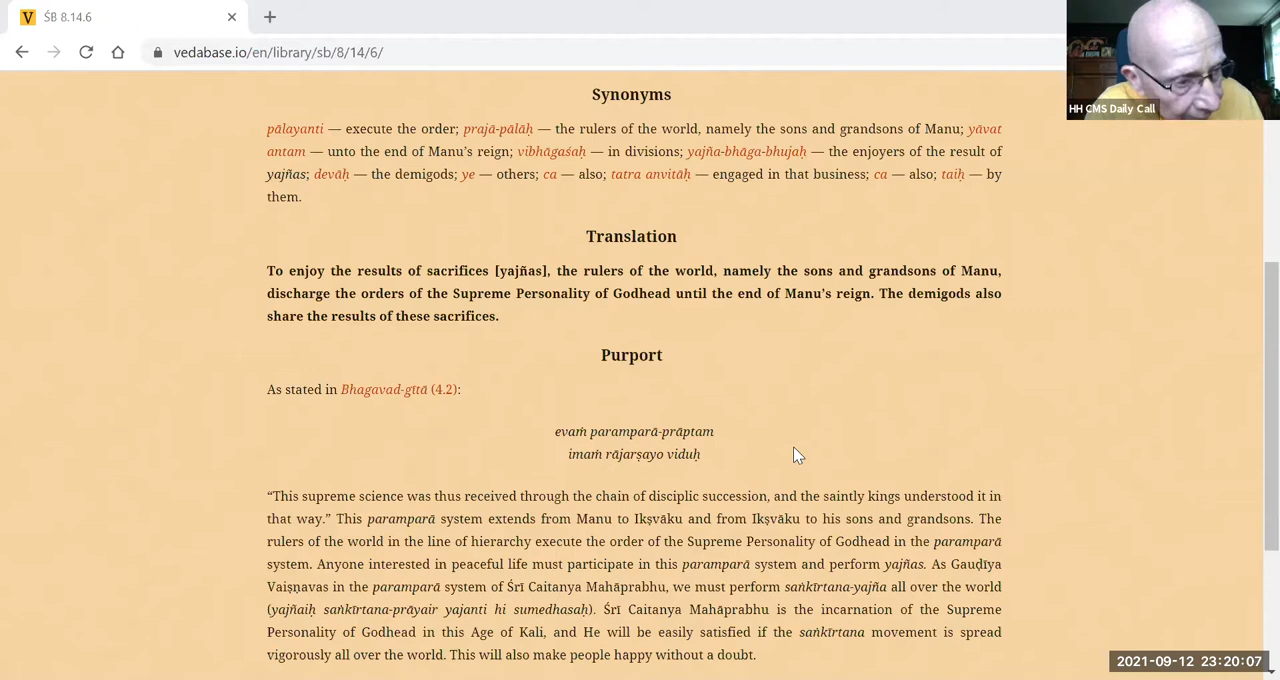 V ŚB 8.14.6
vedabase.io/en/library/sb/8/14/6/
HH CMS Daily Call
Synonyms
pālayanti — execute the order; prajā-pālāḥ — the rulers of the world, namely the sons and grandsons of Manu; yāvat
antam — unto the end of Manu’s reign; vibhāgaśaḥ — in divisions; yajña-bhāga-bhujaḥ — the enjoyers of the result of
yajñas; devāḥ — the demigods; ye — others; ca — also; tatra anvitāḥ — engaged in that business; ca — also; taiḥ — by
them.
Translation
To enjoy the results of sacrifices [yajñas], the rulers of the world, namely the sons and grandsons of Manu,
discharge the orders of the Supreme Personality of Godhead until the end of Manu’s reign. The demigods also
share the results of these sacrifices.
Purport
As stated in Bhagavad-gītā (4.2):
evaṁ paramparā-prāptam
imaṁ rājarṣayo viduḥ
“This supreme science was thus received through the chain of disciplic succession, and the saintly kings understood it in
that way.” This paramparā system extends from Manu to Ikṣvāku and from Ikṣvāku to his sons and grandsons. The
rulers of the world in the line of hierarchy execute the order of the Supreme Personality of Godhead in the paramparā
system. Anyone interested in peaceful life must participate in this paramparā system and perform yajñas. As Gauḍīya
Vaiṣṇavas in the paramparā system of Śrī Caitanya Mahāprabhu, we must perform saṅkīrtana-yajña all over the world
(yajñaiḥ saṅkīrtana-prāyair yajanti hi sumedhasaḥ). Śrī Caitanya Mahāprabhu is the incarnation of the Supreme
Personality of Godhead in this Age of Kali, and He will be easily satisfied if the saṅkīrtana movement is spread
vigorously all over the world. This will also make people happy without a doubt.
2021-09-12 23:20:07